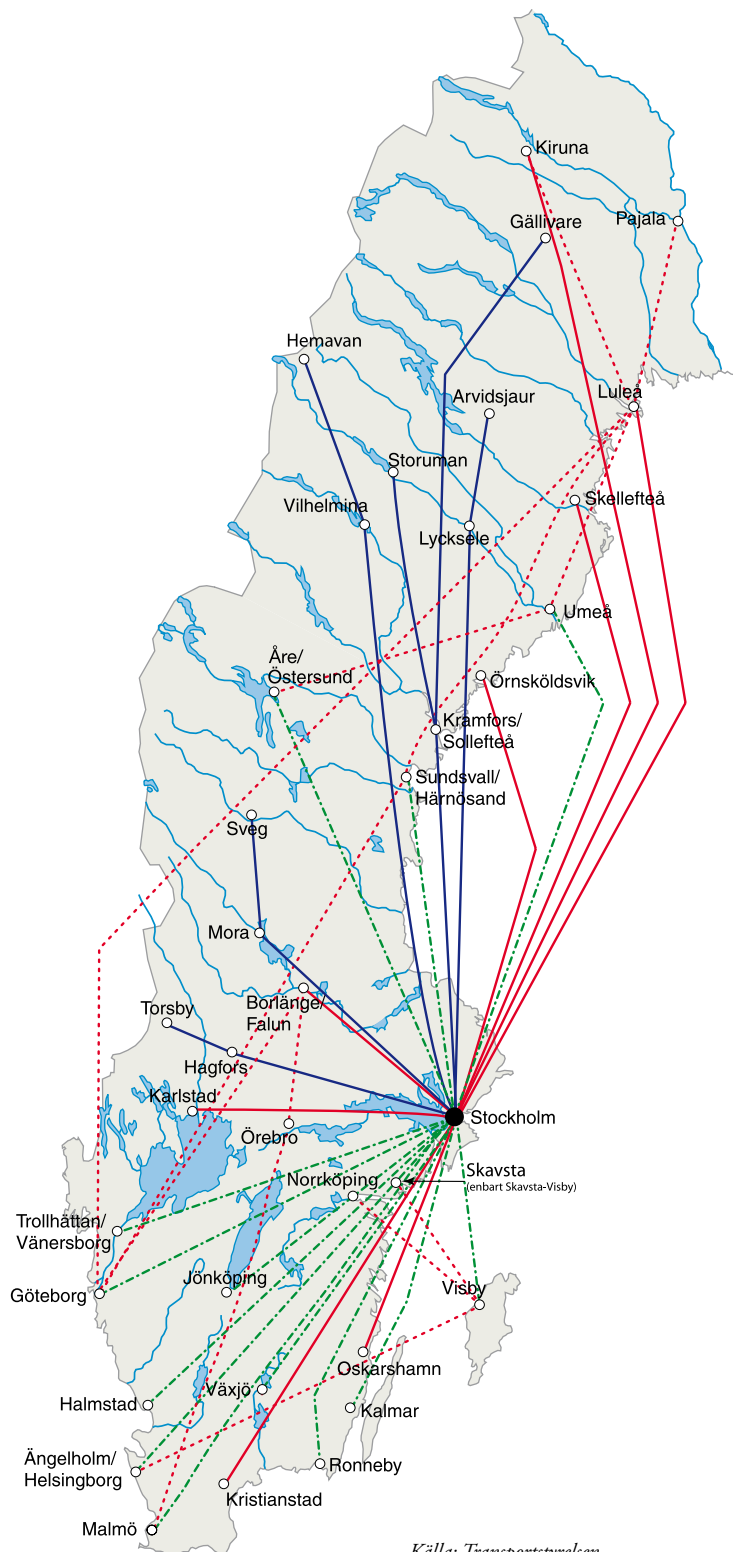 Kiruna
Pajala
Gällivare
Hemavan
Luleå
Arvidsjaur
Storuman
Skellefteå
Vilhelmina
Lycksele
Umeå
Åre/
Östersund
Örnsköldsvik
Kramfors/
Sollefteå
Sundsvall/
Härnösand
Sveg
Mora
Borlänge/
Falun
Torsby
Hagfors
Karlstad
Stockholm
Örebro
Skavsta
(enbart Skavsta-Visby)
Norrköping
Trollhättan/
Vänersborg
Jönköping
Visby
Göteborg
Oskarshamn
Växjö
Halmstad
Kalmar
Ängelholm/
Helsingborg
Ronneby
Kristianstad
Malmö
Källa: Transportstyrelsen